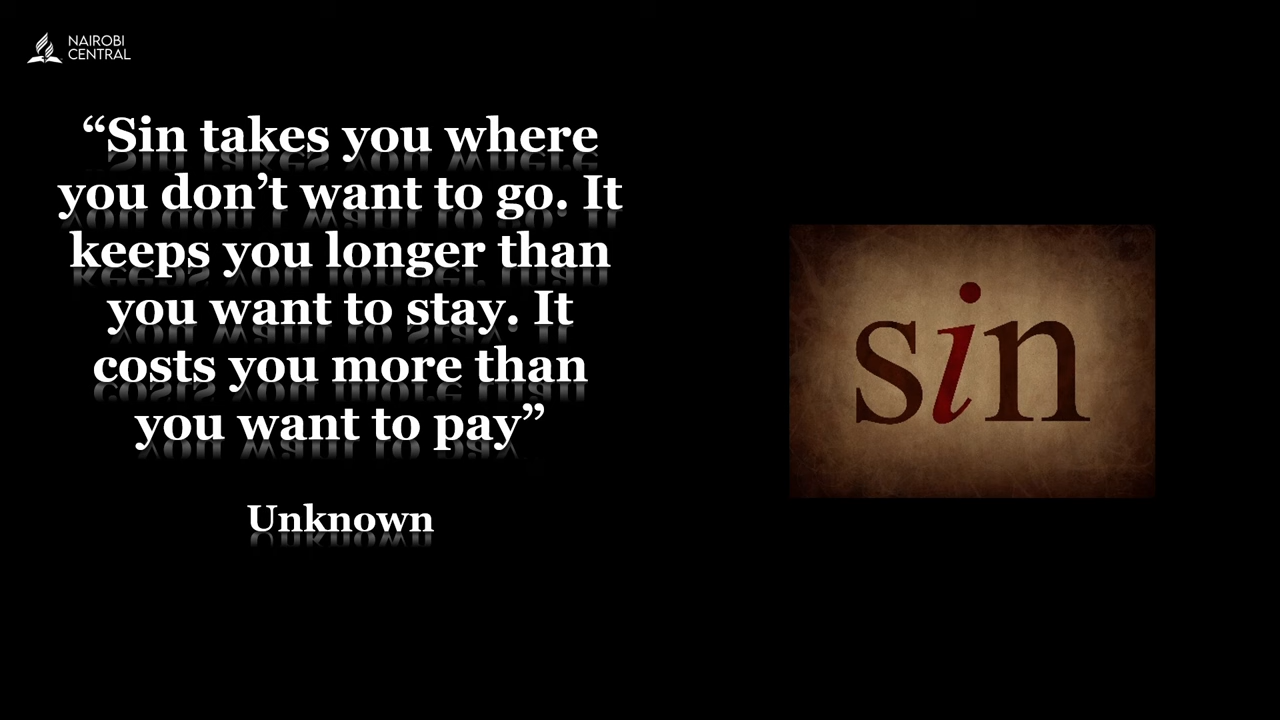 NAIROBI
CENTRAL
“Sin takes you where
you don’t want to go. It
keeps you longer than
you want to stay. It
costs you more than
you want to pay”
Unknown
sin